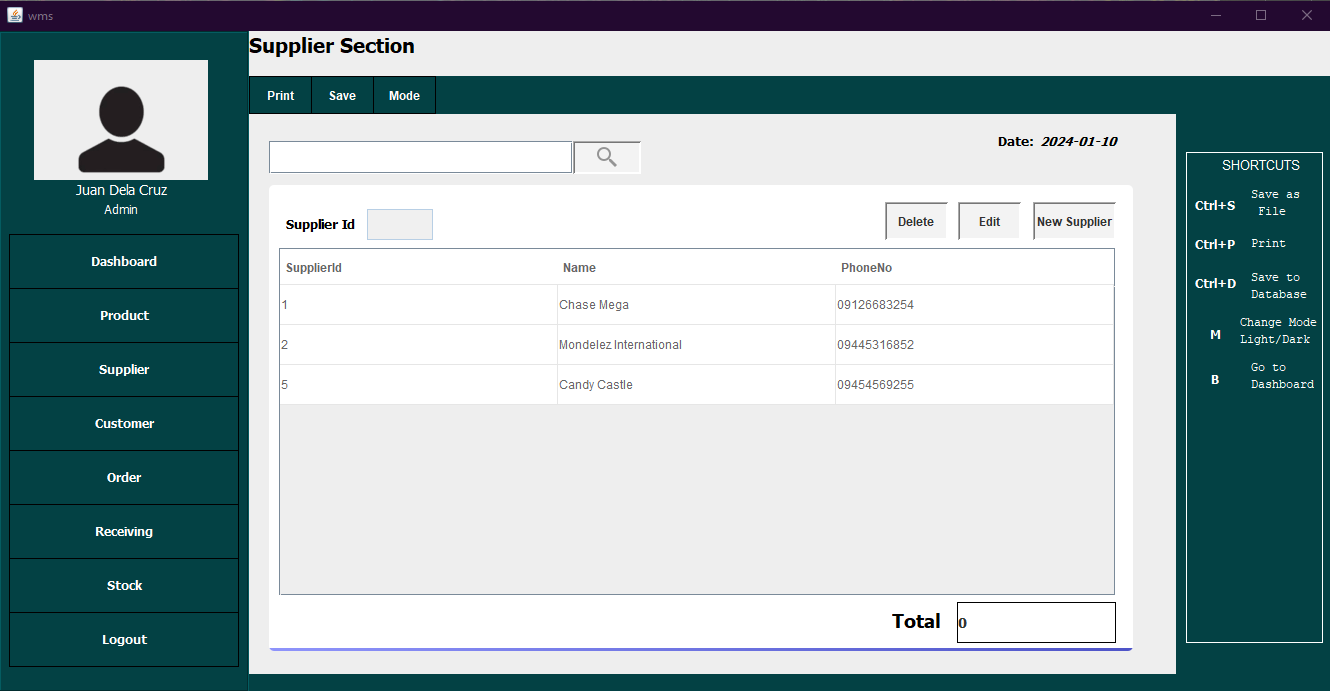 wms
Supplier Section
Juan Dela Cruz
Admin
Dashboard
Product
Supplier
Customer
Order
Receiving
Stock
Logout
Print Save Mode
Date: 2024-01-10
Supplier Id
Delete Edit New Supplier
SupplierId Name PhoneNo
1 Chase Mega 09126683254
2 Mondelez International 09445316852
5 Candy Castle 09454569255
Total 0
SHORTCUTS
Ctrl+S Save as
File
Ctrl+P Print
Ctrl+D Save to
Database
M Change Mode
Light/Dark
B Go to
Dashboard